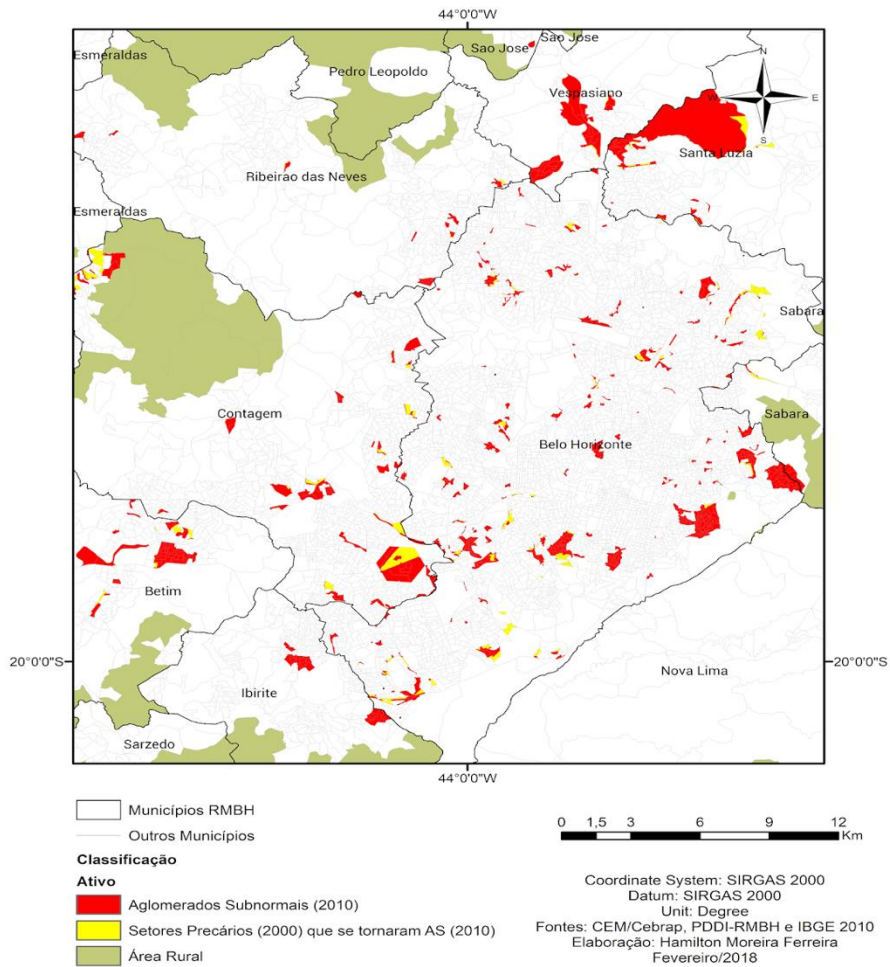 44°0'0"W
Esmeraldas
Sao Jose
Sao Jose
Pedro Leopoldo
N
Vespasiano
W
E
S
Santa Luzia
Ribeirao das Neves
Esmeraldas
Sabara
Contagem
Sabara
Belo Horizonte
Betim
20°0'0"S
20°0'0"S
Nova Lima
Ibirite
Sarzedo
44°0'0"W
Municípios RMBH
Outros Municípios
Classificação
Ativo
Aglomerados Subnormais (2010)
Setores Precários (2000) que se tornaram AS (2010)
Área Rural
0 1,5 3 6 9 12
Km
Coordinate System: SIRGAS 2000
Datum: SIRGAS 2000
Unit: Degree
Fontes: CEM/Cebrap, PDDI-RMBH e IBGE 2010
Elaboração: Hamilton Moreira Ferreira
Fevereiro/2018